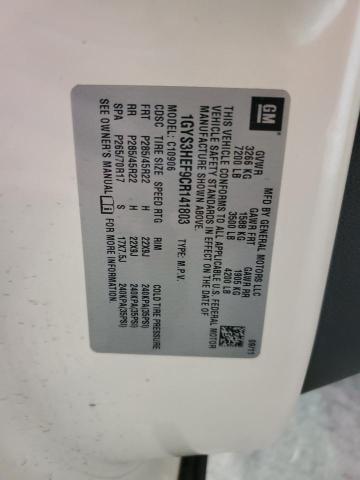 GM
MFD BY GENERAL MOTORS LLC
GVWR GAWR FRT GAWR RR
3266 KG 1588 KG 1905 KG
7200 LB 3500 LB 4200 LB
THIS VEHICLE CONFORMS TO ALL APPLICABLE U.S. FEDERAL MOTOR
VEHICLE SAFETY STANDARDS IN EFFECT ON THE DATE OF
MANUFACTURE SHOWN ABOVE.
09/11
1GYS3HEF9CR141803 TYPE: M.P.V.
C10906
CDSC TIRE SIZE SPEED RTG RIM COLD TIRE PRESSURE
FRT P285/45R22 H 22X9J 240KPA(35PSI)
RR P285/45R22 H 22X9J 240KPA(35PSI)
SPA P265/70R17 S 17X7.5J 240KPA(35PSI)
SEE OWNER'S MANUAL FOR MORE INFORMATION.